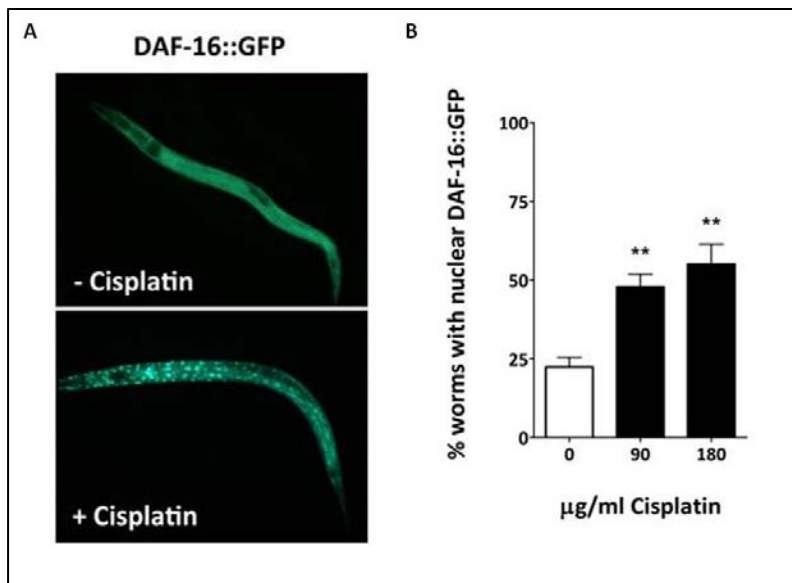 A
DAF-16::GFP
- Cisplatin
+ Cisplatin
B
% worms with nuclear DAF-16::GFP
100
75
50
25
0
**
**
0 90 180
µg/ml Cisplatin